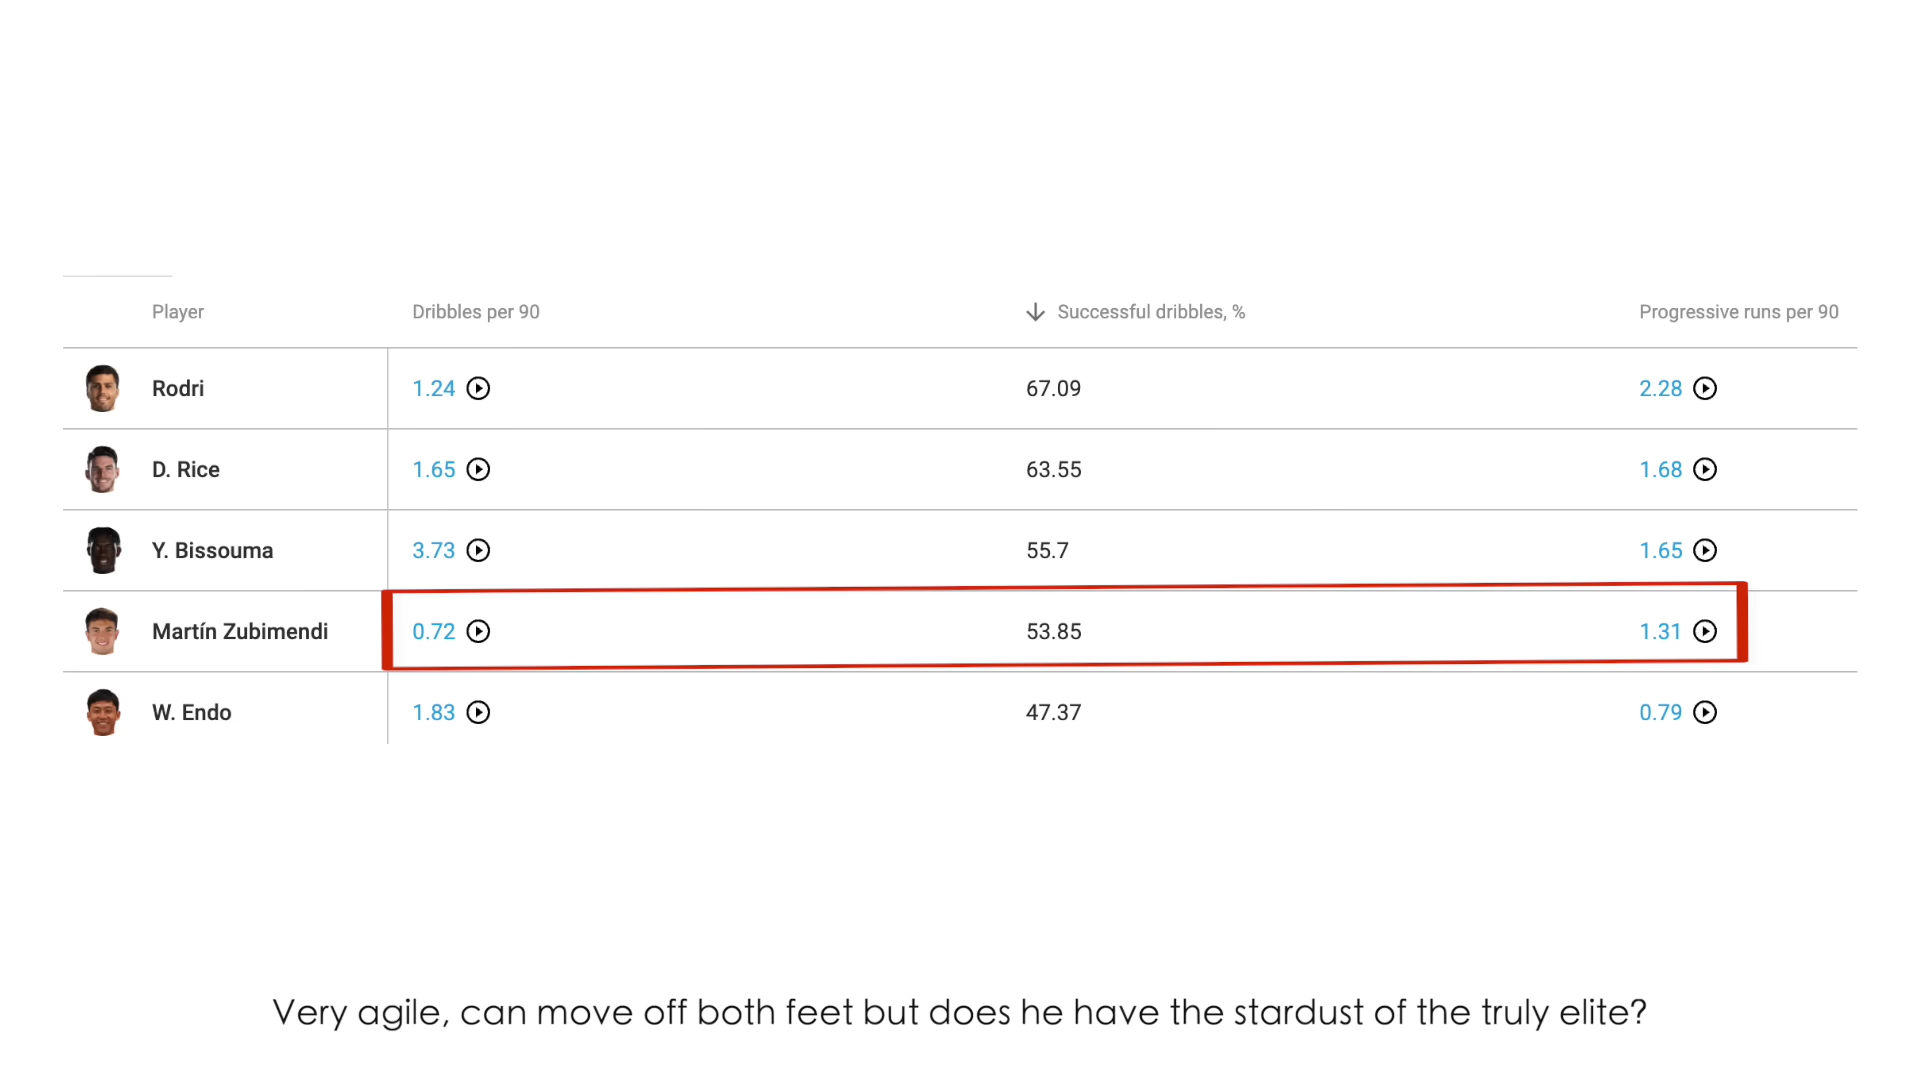 Player Dribbles per 90 Successful dribbles, % Progressive runs per 90
Rodri 1.24 67.09 2.28
D. Rice 1.65 63.55 1.68
Y. Bissouma 3.73 55.7 1.65
Martín Zubimendi 0.72 53.85 1.31
W. Endo 1.83 47.37 0.79
Very agile, can move off both feet but does he have the stardust of the truly elite?